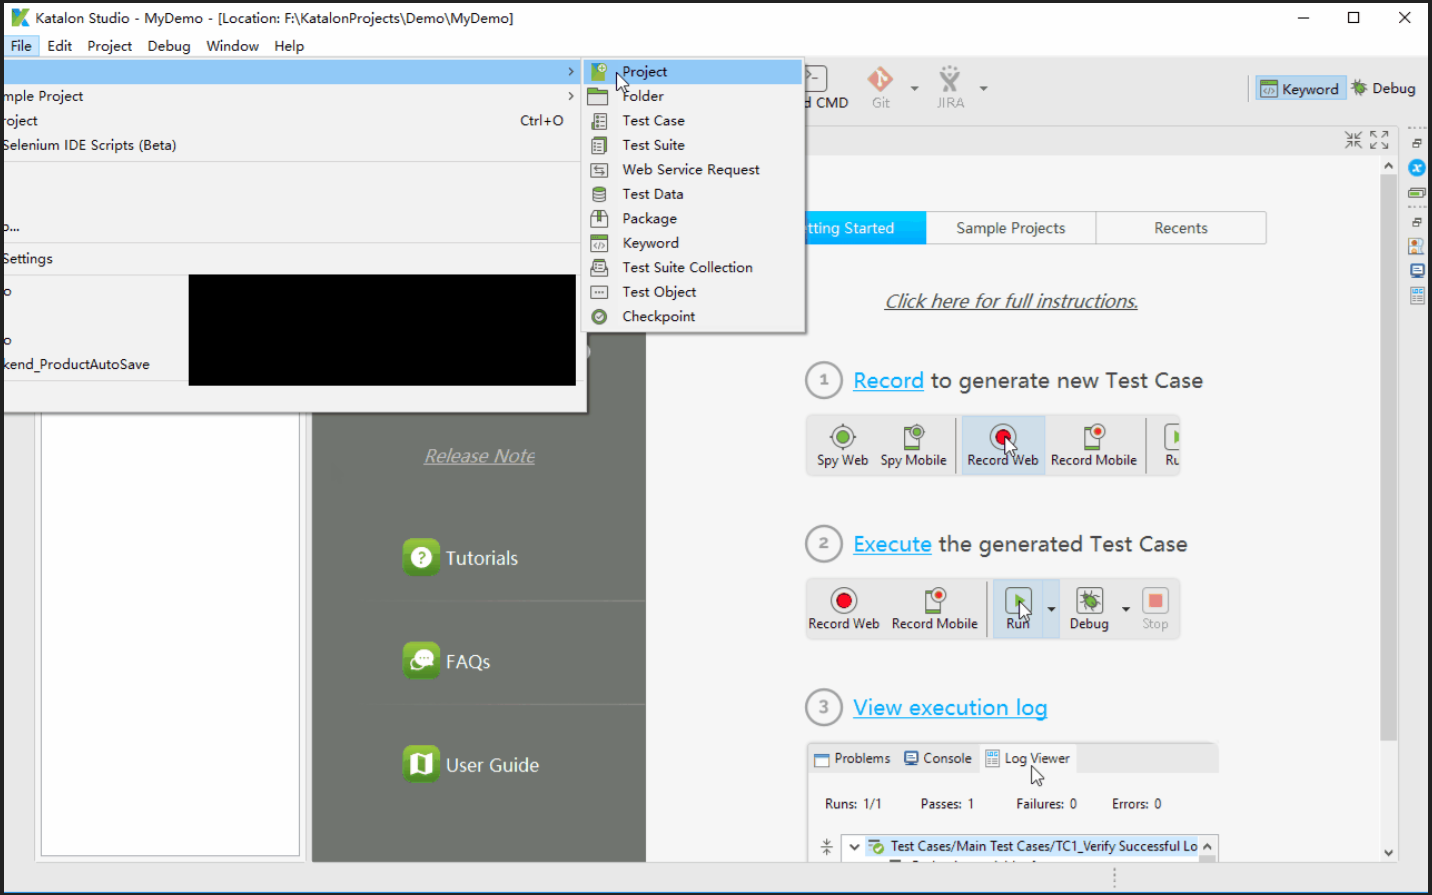 Katalon Studio - MyDemo - [Location: F:\KatalonProjects\Demo\MyDemo]
File Edit Project Debug Window Help
Project
mple Project
Folder
roject Ctrl+O
Test Case
Selenium IDE Scripts (Beta)
Test Suite
Web Service Request
Test Data
o...
Package
Keyword
Settings
Test Suite Collection
o
Test Object
Checkpoint
o
kend_ProductAutoSave
d CMD
Git
JIRA
Keyword
Debug
tting Started
Sample Projects
Recents
Click here for full instructions.
Release Note
Tutorials
FAQs
User Guide
1 Record to generate new Test Case
Spy Web Spy Mobile Record Web Record Mobile Ru
2 Execute the generated Test Case
Record Web Record Mobile Run Debug Stop
3 View execution log
Problems Console Log Viewer
Runs: 1/1 Passes: 1 Failures: 0 Errors: 0
Test Cases/Main Test Cases/TC1_Verify Successful Lo